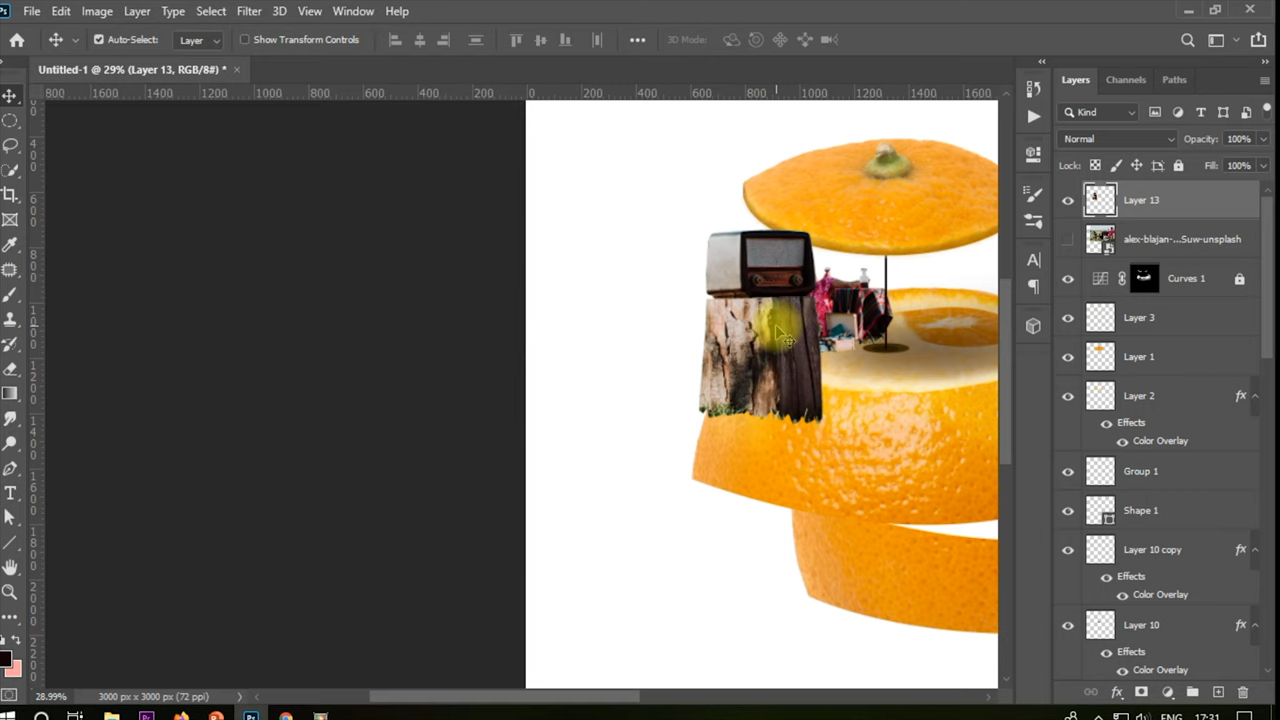 Ps File Edit Image Layer Type Select Filter 3D View Window Help
Auto-Select: Layer Show Transform Controls 3D Mode:
Untitled-1 @ 29% (Layer 13, RGB/8#) *
800 1600 1400 1200 1000 800 600 400 200 0 200 400 600 800 1000 1200 1400 1600
Layers Channels Paths
Kind
Normal Opacity: 100%
Lock: Fill: 100%
Layer 13
alex-blajan-...Suw-unsplash
Curves 1
Layer 3
Layer 1
Layer 2 fx
Effects
Color Overlay
Group 1
Shape 1
Layer 10 copy fx
Effects
Color Overlay
Layer 10 fx
Effects
Color Overlay
28.99% 3000 px x 3000 px (72 ppi)
ENG 17:31